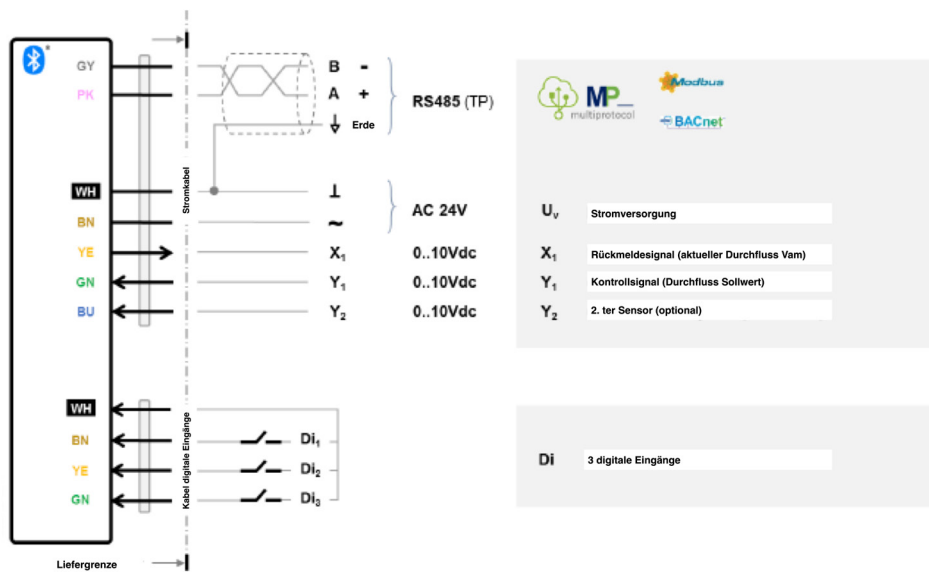 GY B -
PK A + RS485 (TP)
Erde
MP_
multiprotocol
Modbus
BACnet
Stromkabel
WH ⊥ AC 24V
BN ~
YE X₁ 0..10Vdc
GN Y₁ 0..10Vdc
BU Y₂ 0..10Vdc
Uᵥ Stromversorgung
X₁ Rückmeldesignal (aktueller Durchfluss Vam)
Y₁ Kontrollsignal (Durchfluss Sollwert)
Y₂ 2. ter Sensor (optional)
Kabel digitale Eingänge
WH
BN Di₁
YE Di₂
GN Di₃
Di 3 digitale Eingänge
Liefergrenze